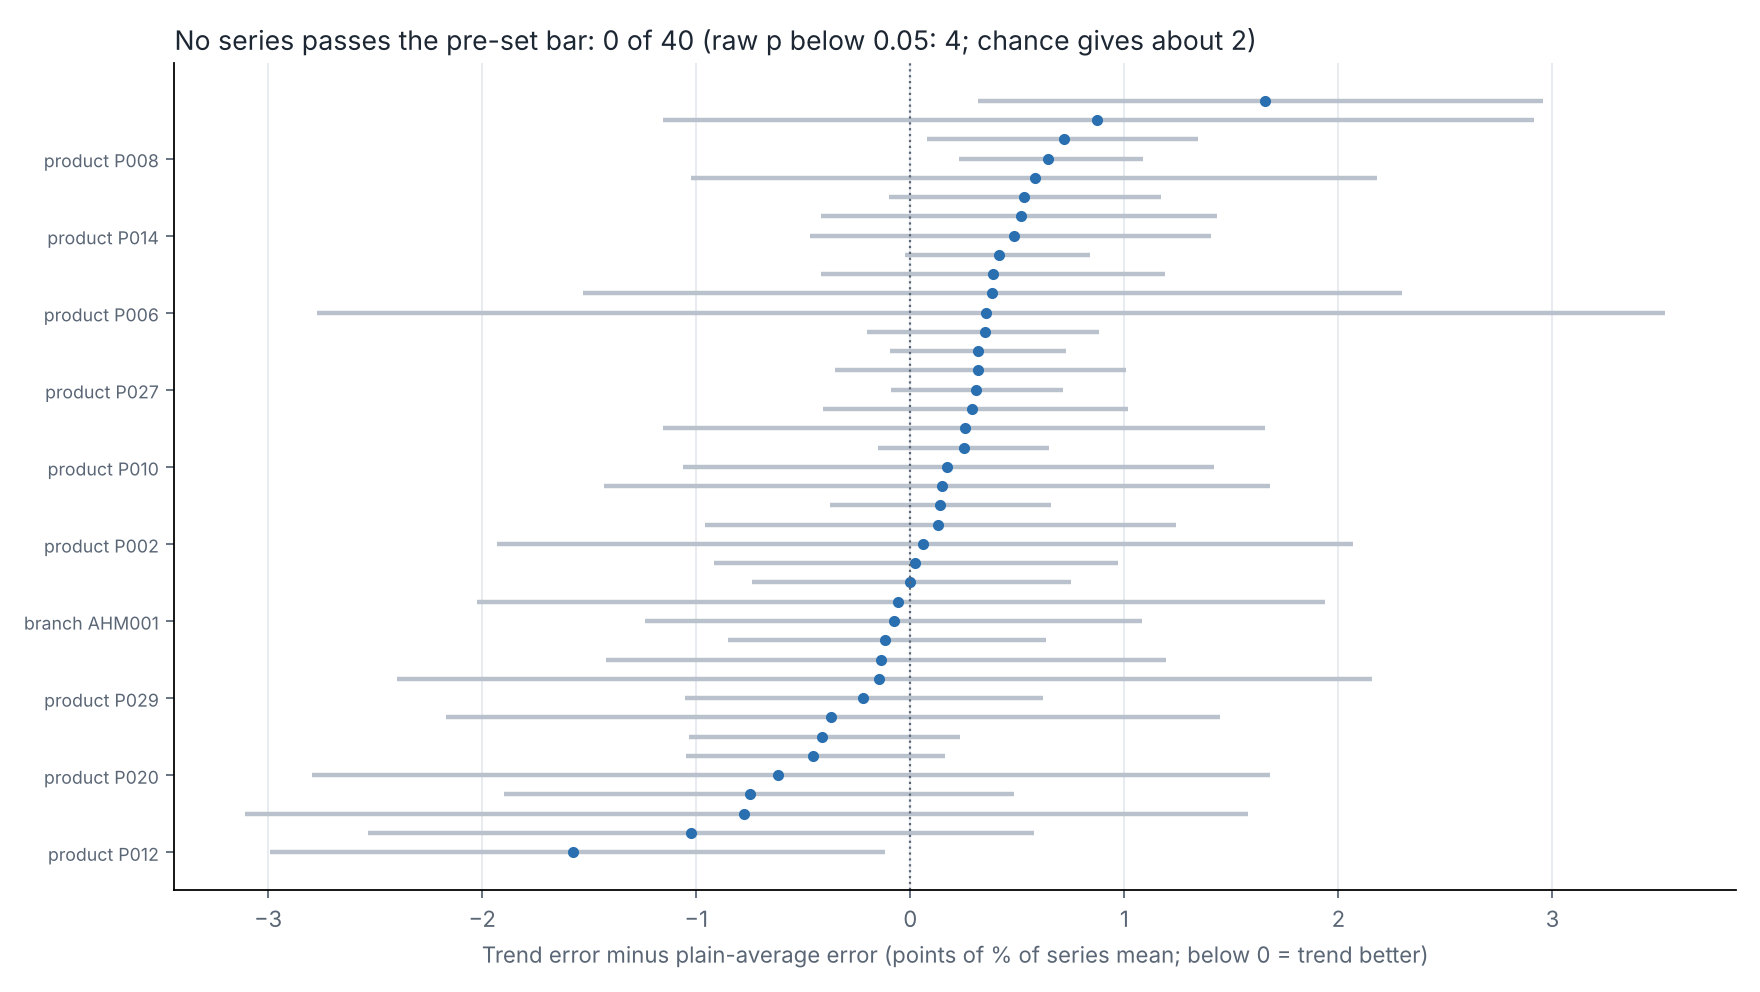 No series passes the pre-set bar: 0 of 40 (raw p below 0.05: 4; chance gives about 2)
product P008
product P014
product P006
product P027
product P010
product P002
branch AHM001
product P029
product P020
product P012
−3 −2 −1 0 1 2 3
Trend error minus plain-average error (points of % of series mean; below 0 = trend better)